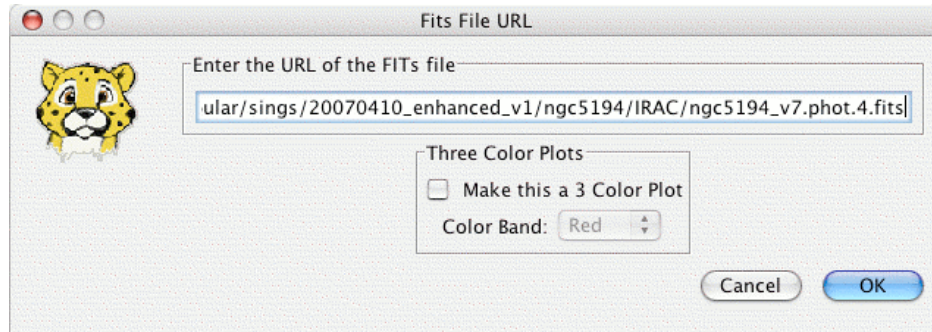 Fits File URL
Enter the URL of the FITs file
ular/sings/20070410_enhanced_v1/ngc5194/IRAC/ngc5194_v7.phot.4.fits
Three Color Plots
Make this a 3 Color Plot
Color Band: Red
Cancel OK